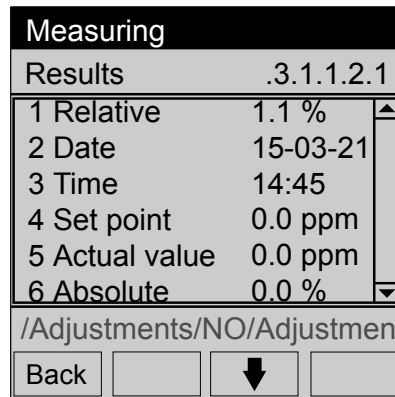 Measuring
Results .3.1.1.2.1
1 Relative 1.1 %
2 Date 15-03-21
3 Time 14:45
4 Set point 0.0 ppm
5 Actual value 0.0 ppm
6 Absolute 0.0 %
/Adjustments/NO/Adjustmen
Back